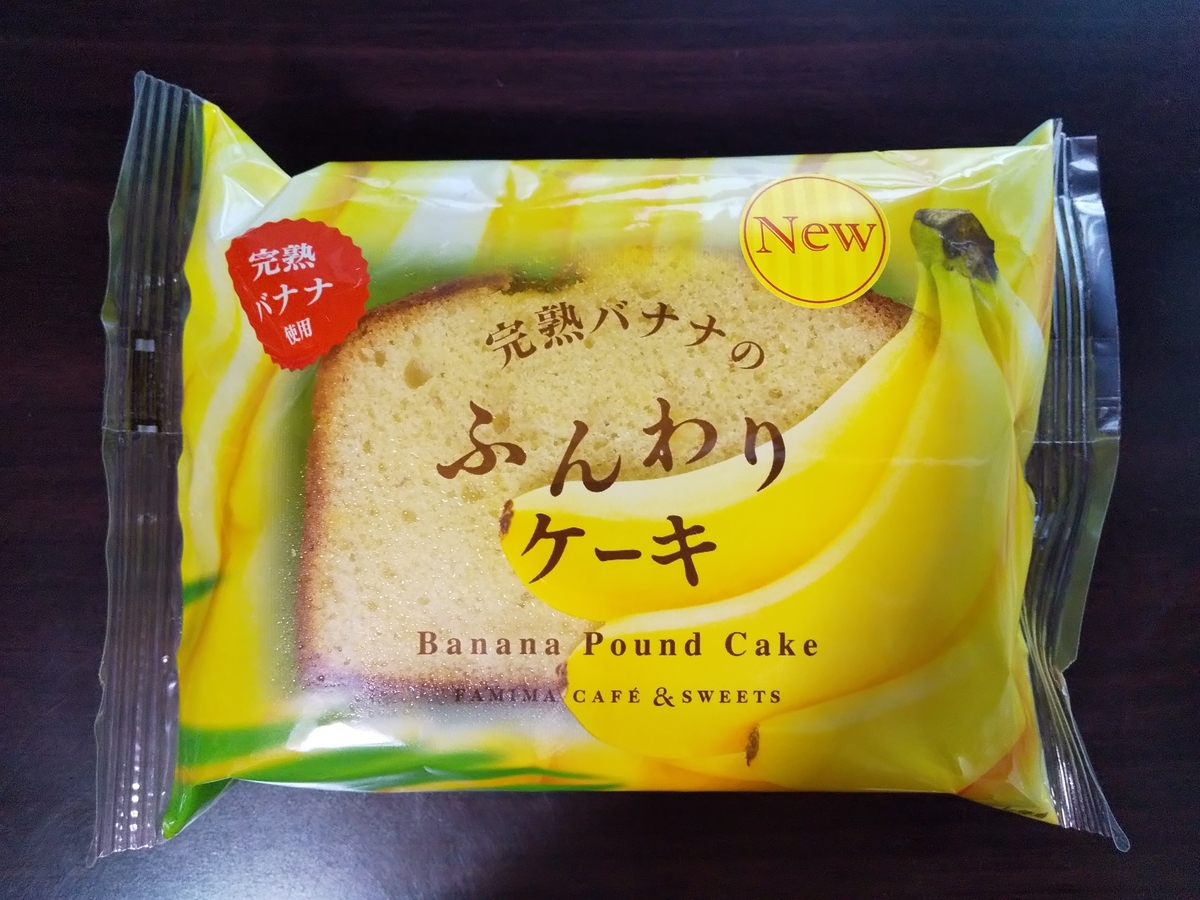 完熟
バナナ
使用
New
完熟バナナの
ふんわり
ケーキ
Banana Pound Cake
FAMIMA CAFÉ & SWEETS